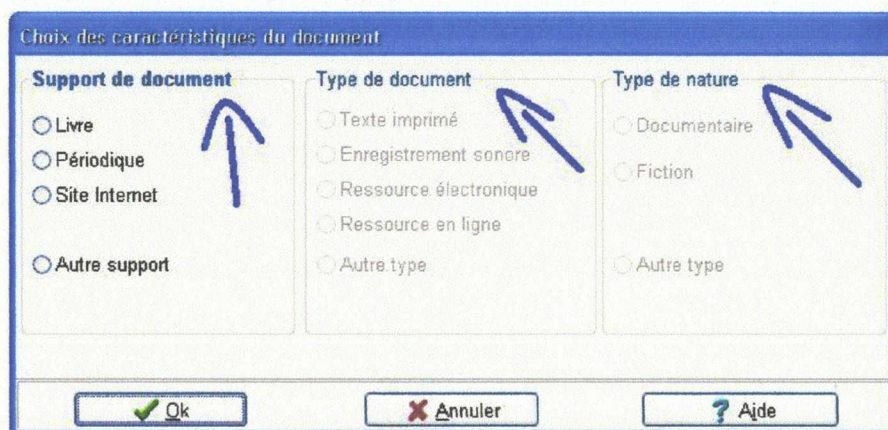 Choix des caractéristiques du document
Support de document
Livre
Périodique
Site Internet
Autre support
Type de document
Texte imprimé
Enregistrement sonore
Ressource électronique
Ressource en ligne
Autre type
Type de nature
Documentaire
Fiction
Autre type
Ok
Annuler
Aide